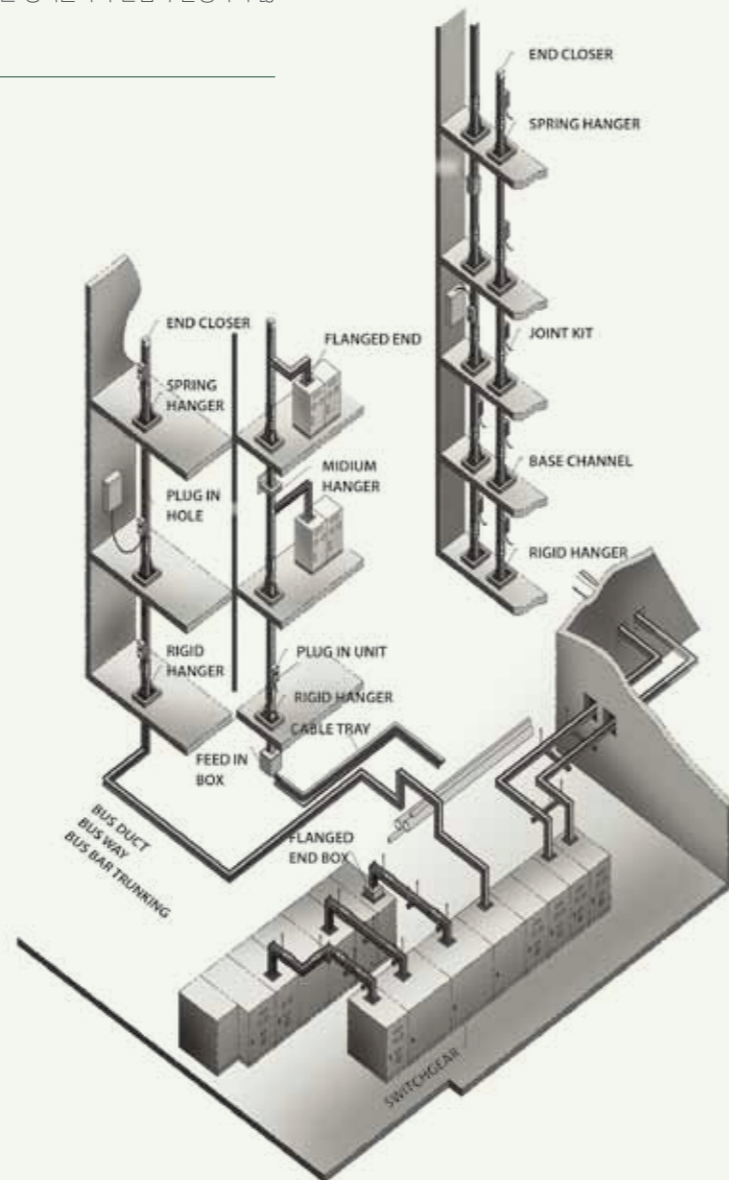 END CLOSER
SPRING HANGER
JOINT KIT
BASE CHANNEL
RIGID HANGER
END CLOSER
SPRING
HANGER
PLUG IN
HOLE
RIGID
HANGER
FLANGED END
MIDIUM
HANGER
PLUG IN UNIT
RIGID HANGER
CABLE TRAY
FEED IN
BOX
BUS DUCT
BUS WAY
BUS BAR TRUNKING
FLANGED
END BOX
SWITCHGEAR